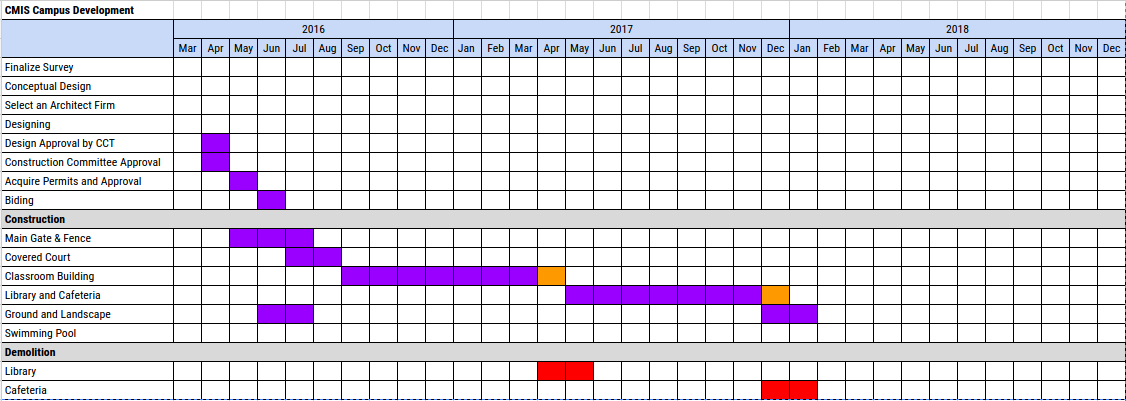 CMIS Campus Development
2016 2017 2018
Mar Apr May Jun Jul Aug Sep Oct Nov Dec Jan Feb Mar Apr May Jun Jul Aug Sep Oct Nov Dec Jan Feb Mar Apr May Jun Jul Aug Sep Oct Nov Dec
Finalize Survey
Conceptual Design
Select an Architect Firm
Designing
Design Approval by CCT
Construction Committee Approval
Acquire Permits and Approval
Biding
Construction
Main Gate & Fence
Covered Court
Classroom Building
Library and Cafeteria
Ground and Landscape
Swimming Pool
Demolition
Library
Cafeteria